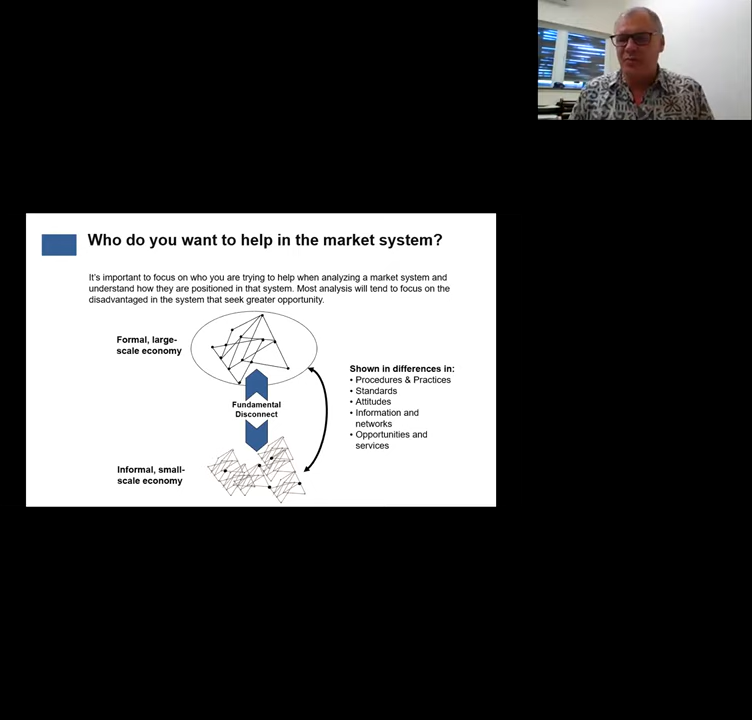 Who do you want to help in the market system?
It's important to focus on who you are trying to help when analyzing a market system and
understand how they are positioned in that system. Most analysis will tend to focus on the
disadvantaged in the system that seek greater opportunity.
Formal, large-
scale economy
Fundamental
Disconnect
Informal, small-
scale economy
Shown in differences in:
• Procedures & Practices
• Standards
• Attitudes
• Information and
networks
• Opportunities and
services